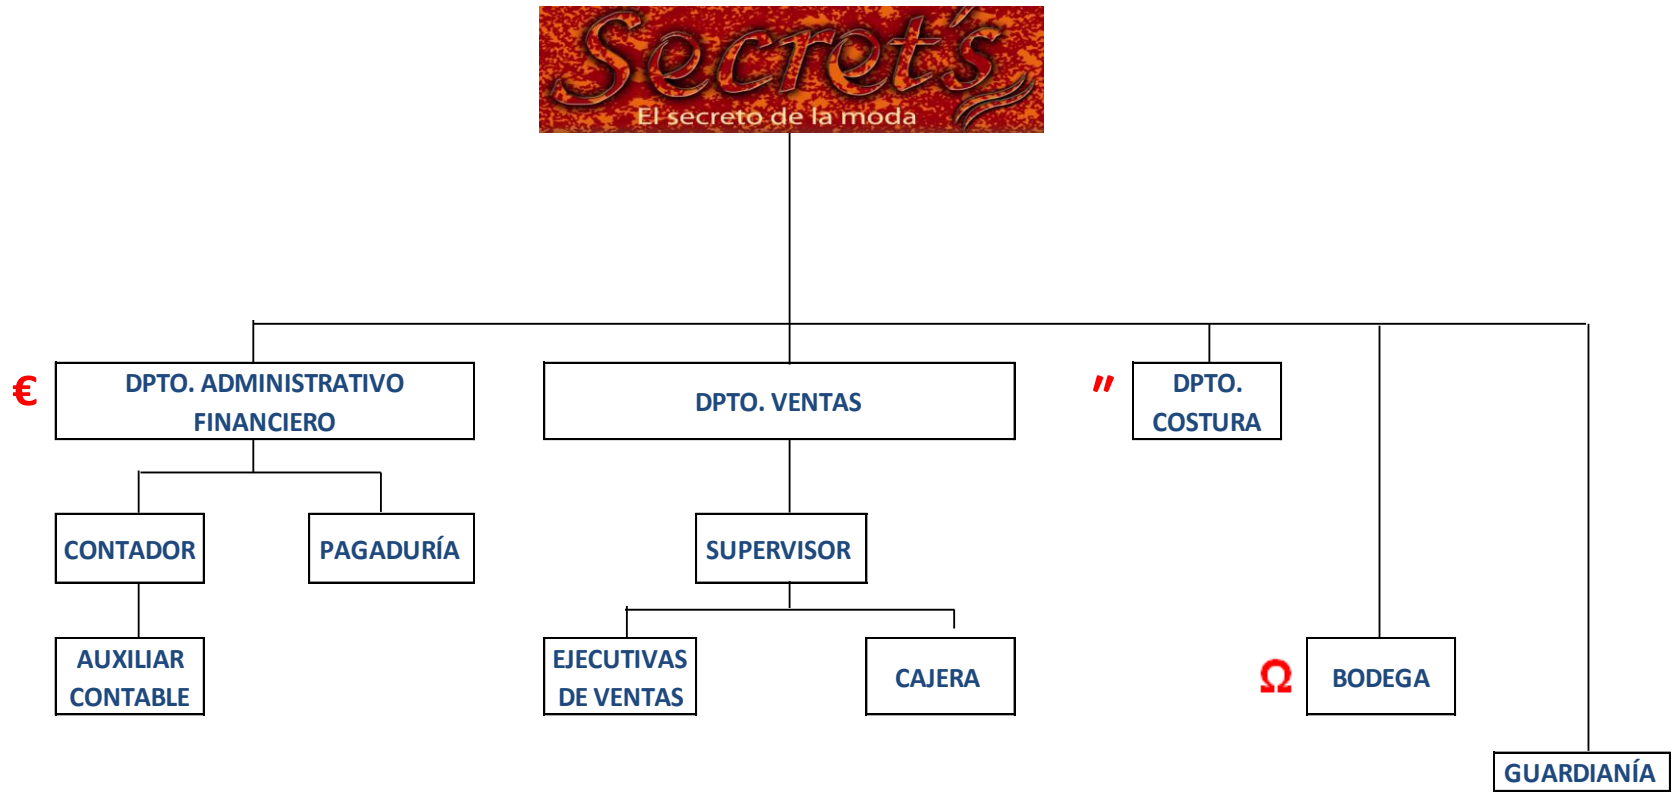 Secret's
El secreto de la moda
€
DPTO. ADMINISTRATIVO
FINANCIERO
DPTO. VENTAS
"
DPTO.
COSTURA
CONTADOR
PAGADURÍA
SUPERVISOR
AUXILIAR
CONTABLE
EJECUTIVAS
DE VENTAS
CAJERA
Ω
BODEGA
GUARDIANÍA